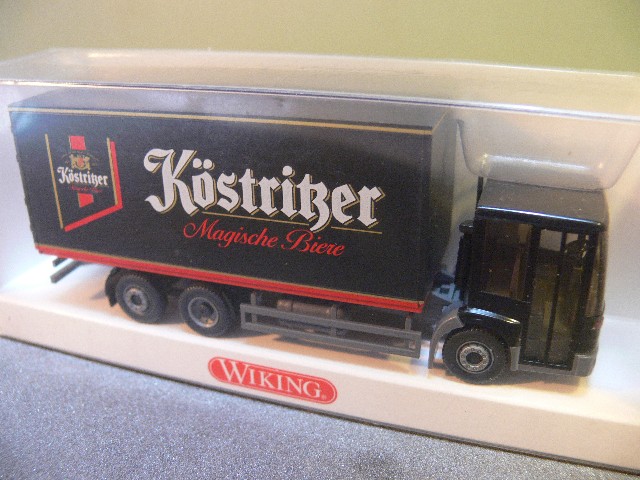 Köstritzer
Köstritzer
Magische Biere
WIKING